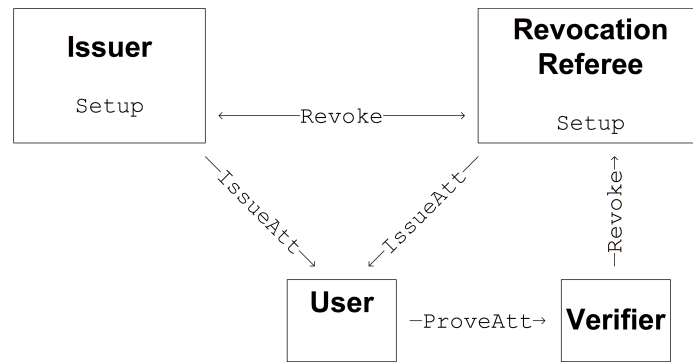 Issuer
Setup
Revocation
Referee
Setup
Revoke
IssueAtt
IssueAtt
Revoke
User
ProveAtt
Verifier